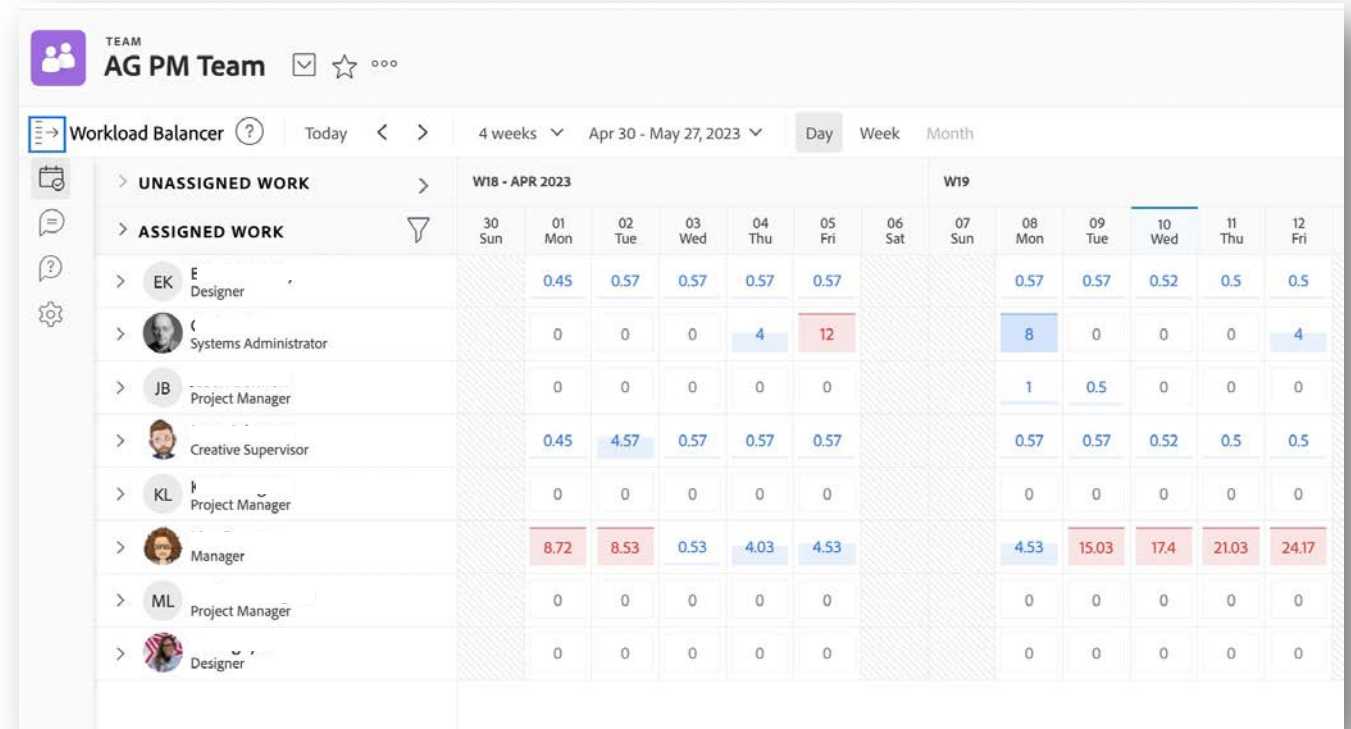 TEAM
AG PM Team
Workload Balancer ? Today 4 weeks Apr 30 - May 27, 2023 Day Week Month
UNASSIGNED WORK W18 - APR 2023 W19
ASSIGNED WORK 30 01 02 03 04 05 06 07 08 09 10 11 12
Sun Mon Tue Wed Thu Fri Sat Sun Mon Tue Wed Thu Fri
EK 0.45 0.57 0.57 0.57 0.57 0.57 0.57 0.52 0.5 0.5
Designer
0 0 0 4 12 8 0 0 0 4
Systems Administrator
JB 0 0 0 0 0 1 0.5 0 0 0
Project Manager
0.45 4.57 0.57 0.57 0.57 0.57 0.57 0.52 0.5 0.5
Creative Supervisor
KL 0 0 0 0 0 0 0 0 0 0
Project Manager
8.72 8.53 0.53 4.03 4.53 4.53 15.03 17.4 21.03 24.17
Manager
ML 0 0 0 0 0 0 0 0 0 0
Project Manager
0 0 0 0 0 0 0 0 0 0
Designer